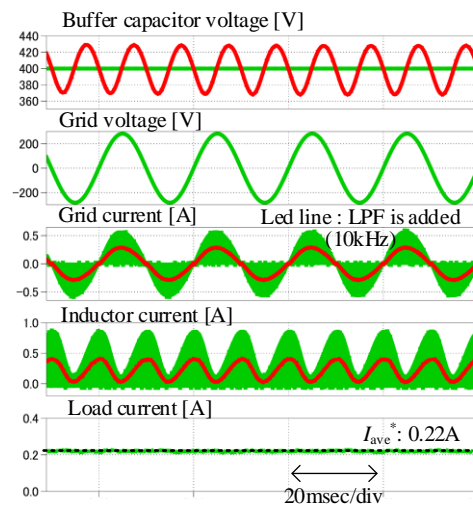 Buffer capacitor voltage [V]
440
420
400
380
360
Grid voltage [V]
200
0
−200
Grid current [A]
Led line : LPF is added
(10kHz)
0.5
0.0
−0.5
Inductor current [A]
1.0
0.5
0.0
Load current [A]
0.4
Iave*: 0.22A
0.2
0.0
20msec/div